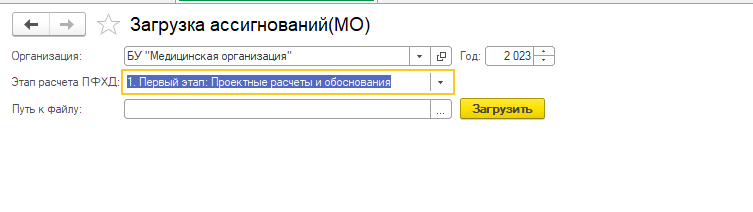 Загрузка ассигнований(МО)
Организация: БУ "Медицинская организация" Год: 2 023
Этап расчета ПФХД: 1. Первый этап: Проектные расчеты и обоснования
Путь к файлу: ... Загрузить